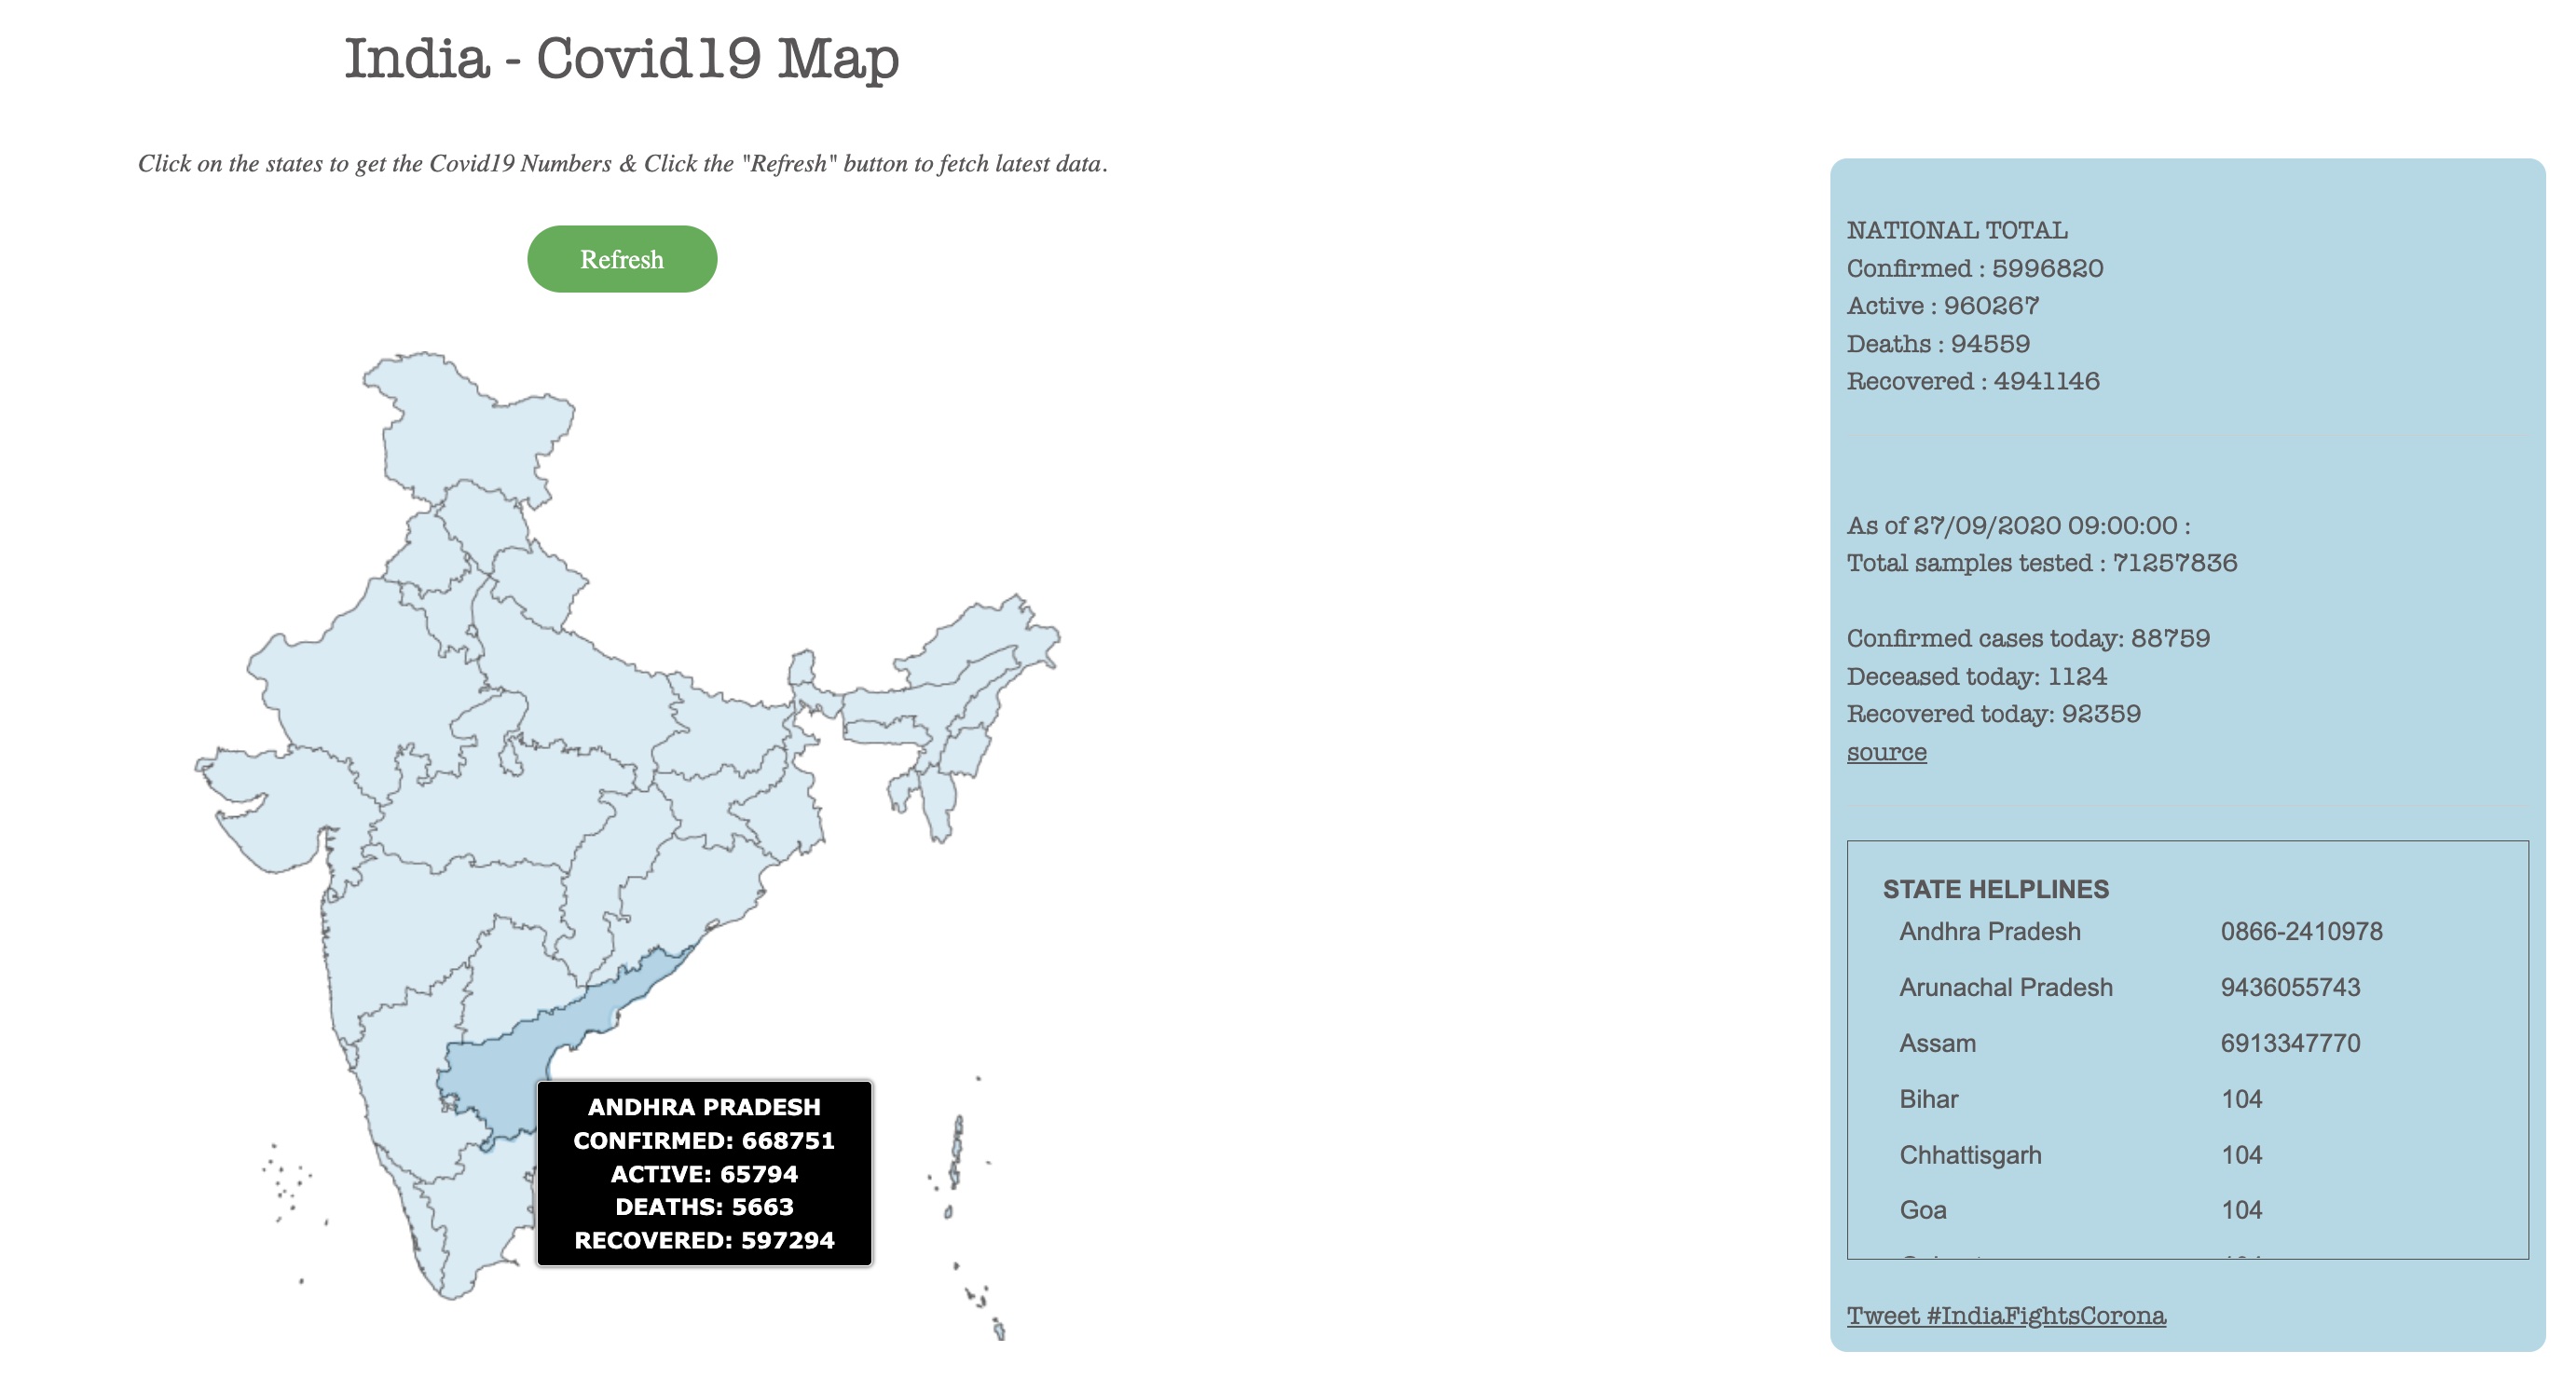 India - Covid19 Map
Click on the states to get the Covid19 Numbers & Click the "Refresh" button to fetch latest data.
Refresh
ANDHRA PRADESH
CONFIRMED: 668751
ACTIVE: 65794
DEATHS: 5663
RECOVERED: 597294
NATIONAL TOTAL
Confirmed : 5996820
Active : 960267
Deaths : 94559
Recovered : 4941146
As of 27/09/2020 09:00:00 :
Total samples tested : 71257836
Confirmed cases today: 88759
Deceased today: 1124
Recovered today: 92359
source
STATE HELPLINES
Andhra Pradesh 0866-2410978
Arunachal Pradesh 9436055743
Assam 6913347770
Bihar 104
Chhattisgarh 104
Goa 104
Tweet #IndiaFightsCorona